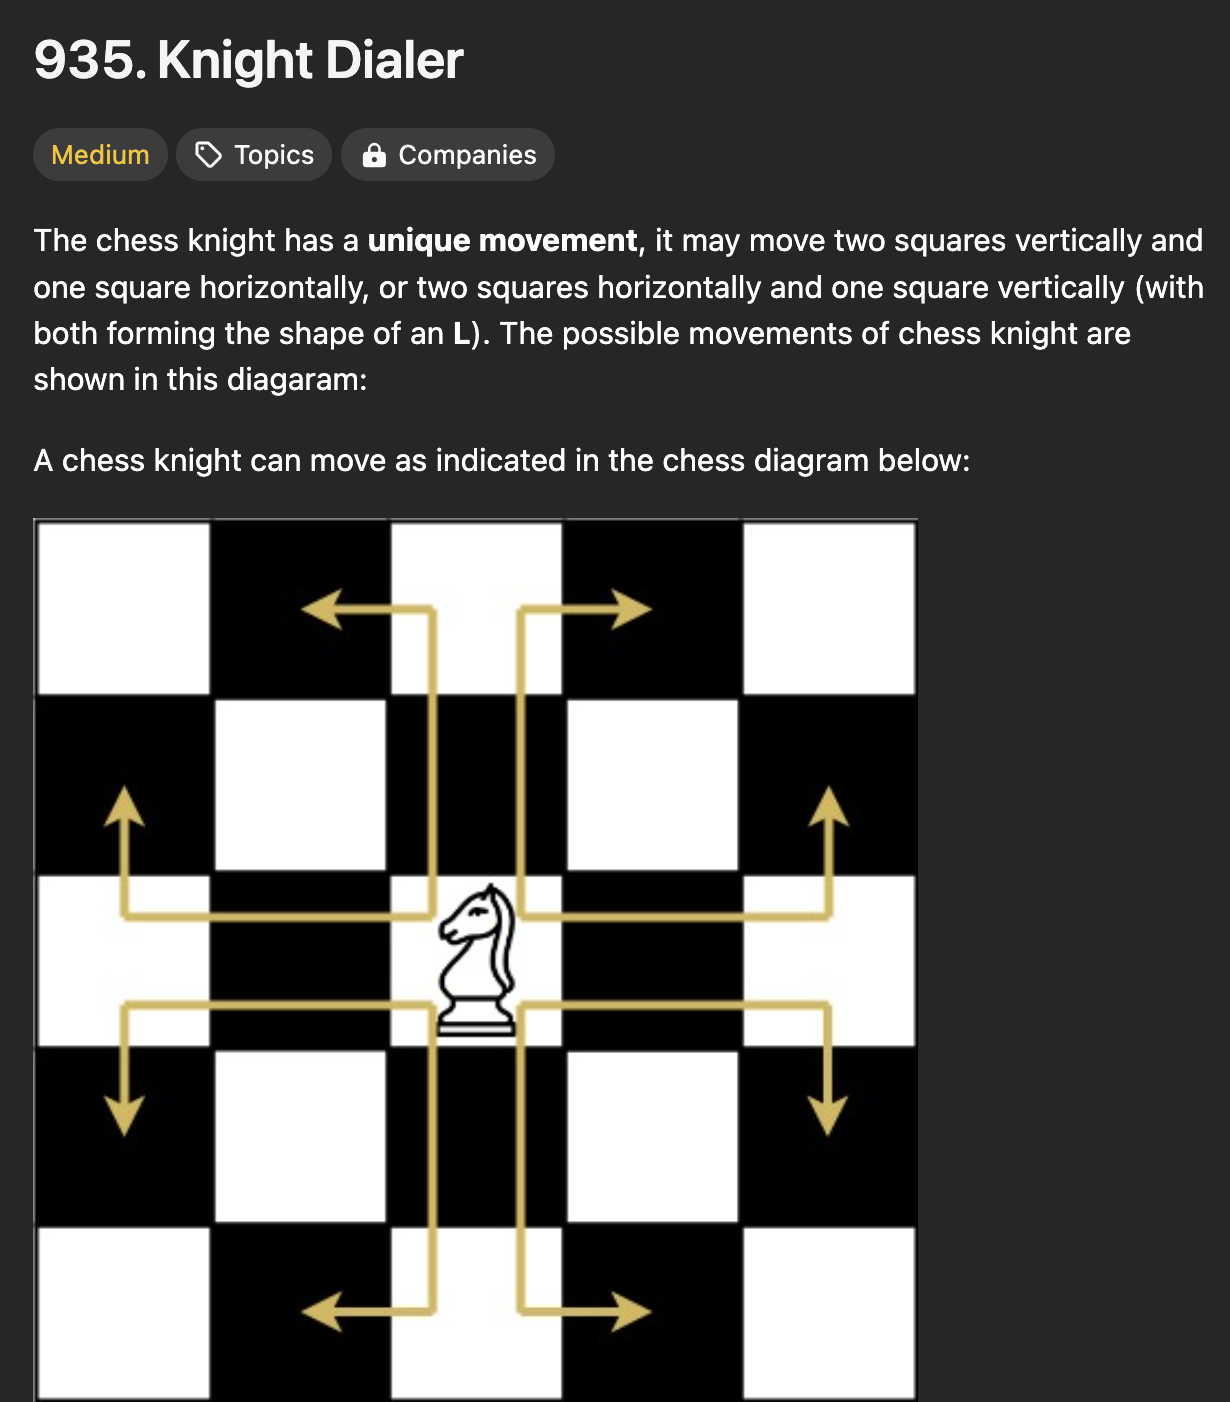 935. Knight Dialer
Medium Topics Companies
The chess knight has a unique movement, it may move two squares vertically and
one square horizontally, or two squares horizontally and one square vertically (with
both forming the shape of an L). The possible movements of chess knight are
shown in this diagaram:
A chess knight can move as indicated in the chess diagram below: